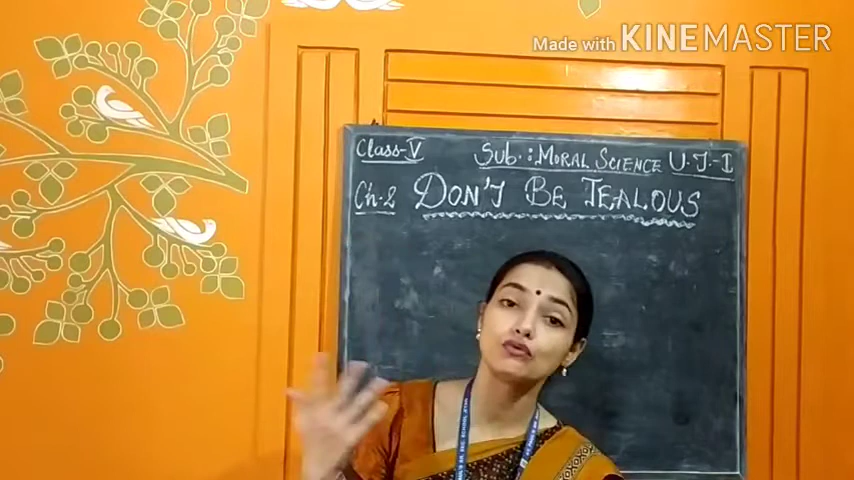 Made with KINEMASTER
Class-V Sub.: MORAL SCIENCE U.T-I
Ch.2 DON'T BE JEALOUS